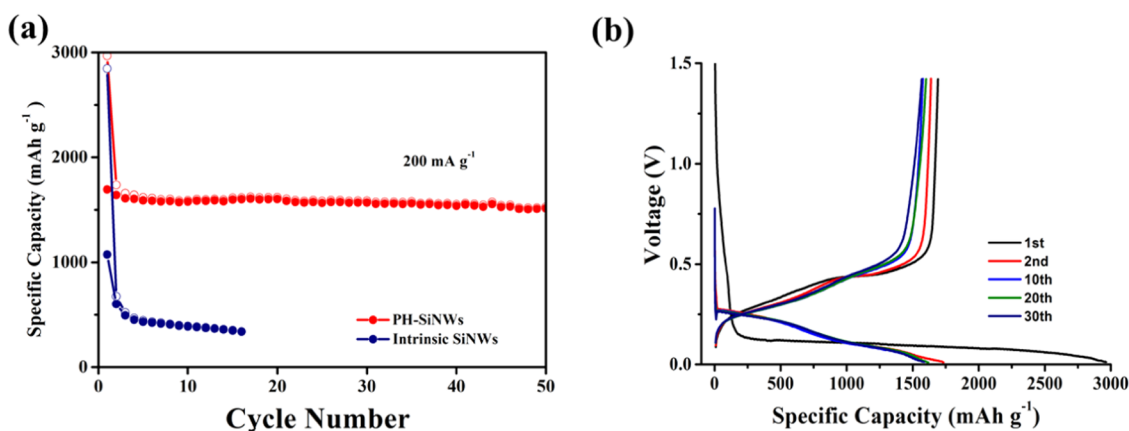 (a)
3000
2000
1000
0
Specific Capacity (mAh g⁻¹)
200 mA g⁻¹
PH-SiNWs
Intrinsic SiNWs
0 10 20 30 40 50
Cycle Number
(b)
1.5
1.0
0.5
0.0
Voltage (V)
1st
2nd
10th
20th
30th
0 500 1000 1500 2000 2500 3000
Specific Capacity (mAh g⁻¹)